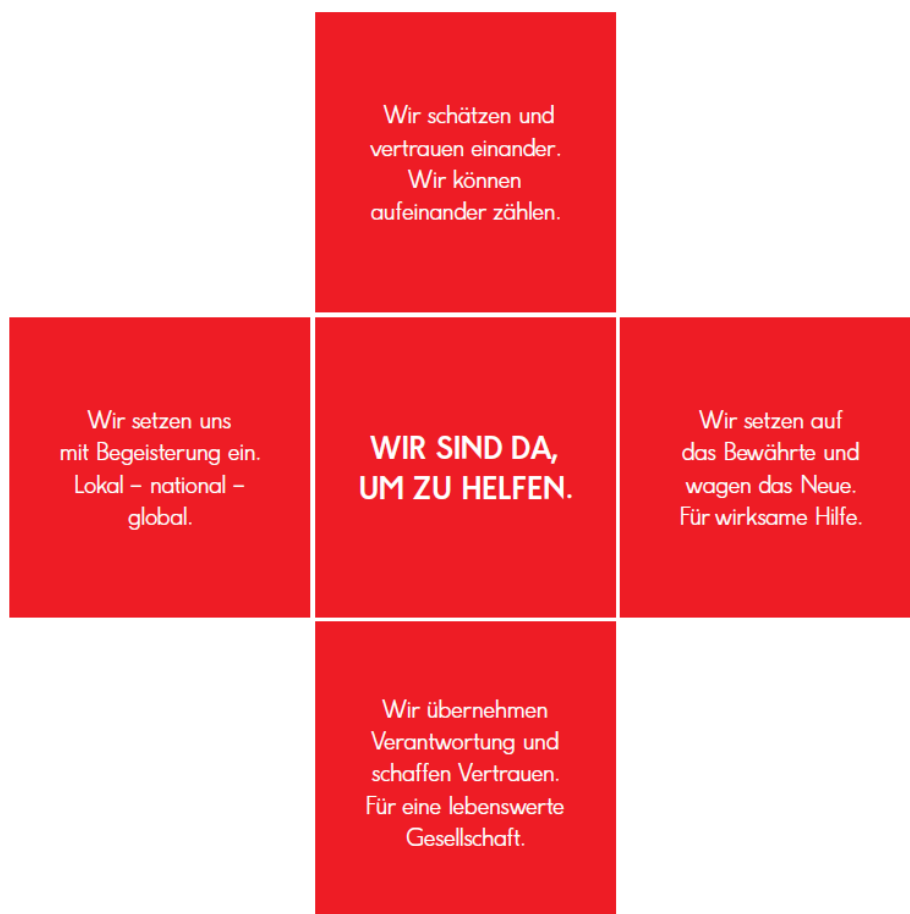 Wir schätzen und
vertrauen einander.
Wir können
aufeinander zählen.
Wir setzen uns
mit Begeisterung ein.
Lokal – national –
global.
WIR SIND DA,
UM ZU HELFEN.
Wir setzen auf
das Bewährte und
wagen das Neue.
Für wirksame Hilfe.
Wir übernehmen
Verantwortung und
schaffen Vertrauen.
Für eine lebenswerte
Gesellschaft.